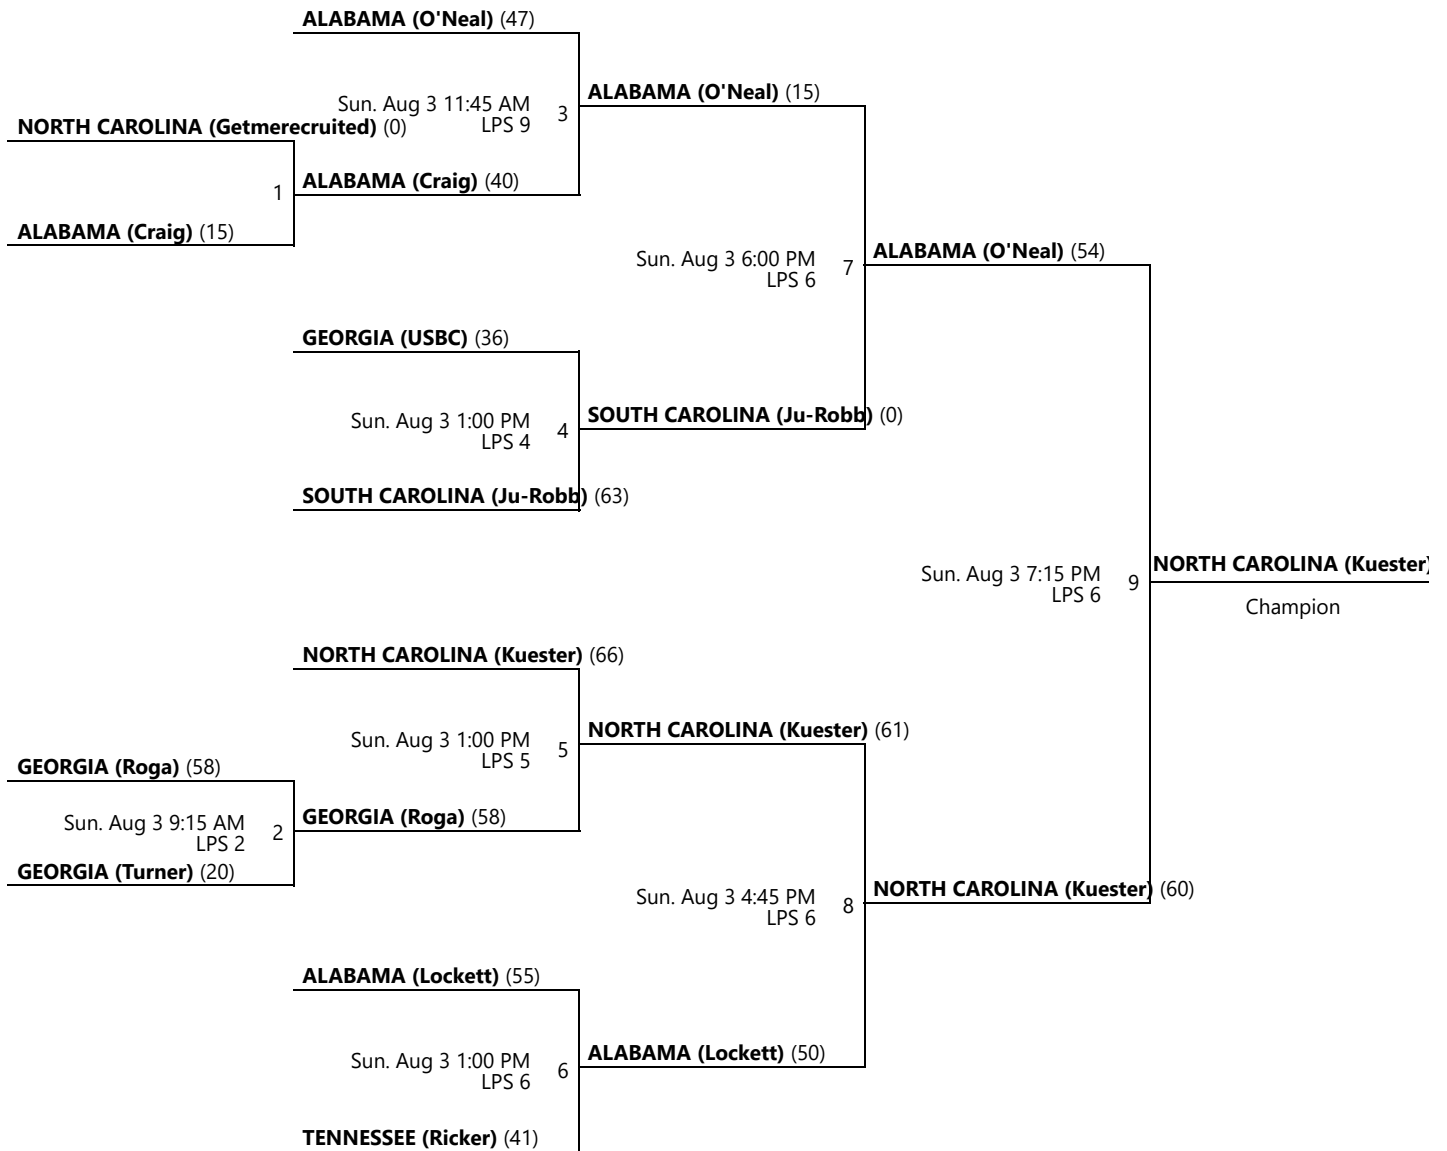 ALABAMA (O'Neal) (47)
Sun. Aug 3 11:45 AM
LPS 9
3
ALABAMA (O'Neal) (15)
NORTH CAROLINA (Getmerecruited) (0)
1
ALABAMA (Craig) (40)
ALABAMA (Craig) (15)
Sun. Aug 3 6:00 PM
LPS 6
7
ALABAMA (O'Neal) (54)
GEORGIA (USBC) (36)
Sun. Aug 3 1:00 PM
LPS 4
4
SOUTH CAROLINA (Ju-Robb) (0)
SOUTH CAROLINA (Ju-Robb) (63)
Sun. Aug 3 7:15 PM
LPS 6
9
NORTH CAROLINA (Kuester)
Champion
NORTH CAROLINA (Kuester) (66)
Sun. Aug 3 1:00 PM
LPS 5
5
NORTH CAROLINA (Kuester) (61)
GEORGIA (Roga) (58)
Sun. Aug 3 9:15 AM
LPS 2
2
GEORGIA (Roga) (58)
GEORGIA (Turner) (20)
Sun. Aug 3 4:45 PM
LPS 6
8
NORTH CAROLINA (Kuester) (60)
ALABAMA (Lockett) (55)
Sun. Aug 3 1:00 PM
LPS 6
6
ALABAMA (Lockett) (50)
TENNESSEE (Ricker) (41)